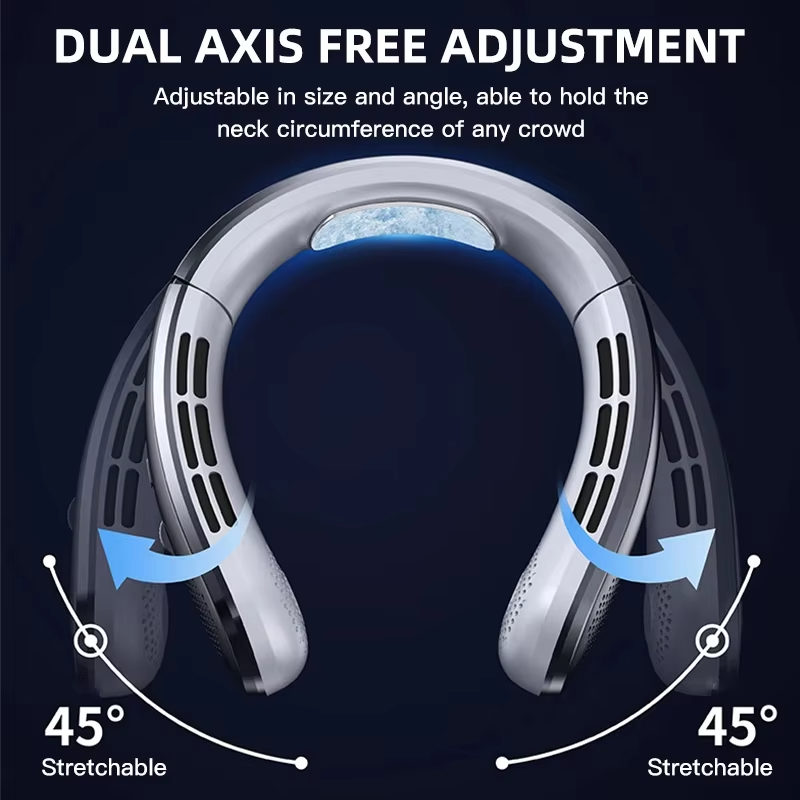 DUAL AXIS FREE ADJUSTMENT
Adjustable in size and angle, able to hold the
neck circumference of any crowd
45°
Stretchable
45°
Stretchable